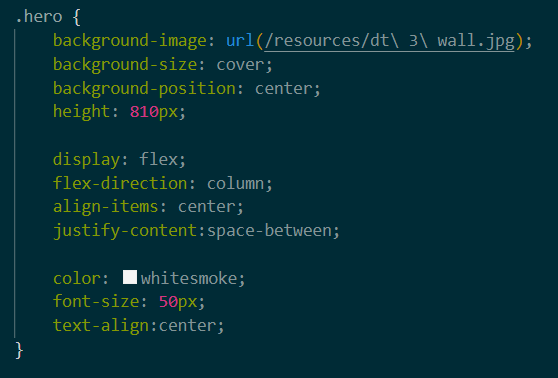 .hero {
    background-image: url(/resources/dt\ 3\ wall.jpg);
    background-size: cover;
    background-position: center;
    height: 810px;

    display: flex;
    flex-direction: column;
    align-items: center;
    justify-content:space-between;

    color: whitesmoke;
    font-size: 50px;
    text-align:center;
}